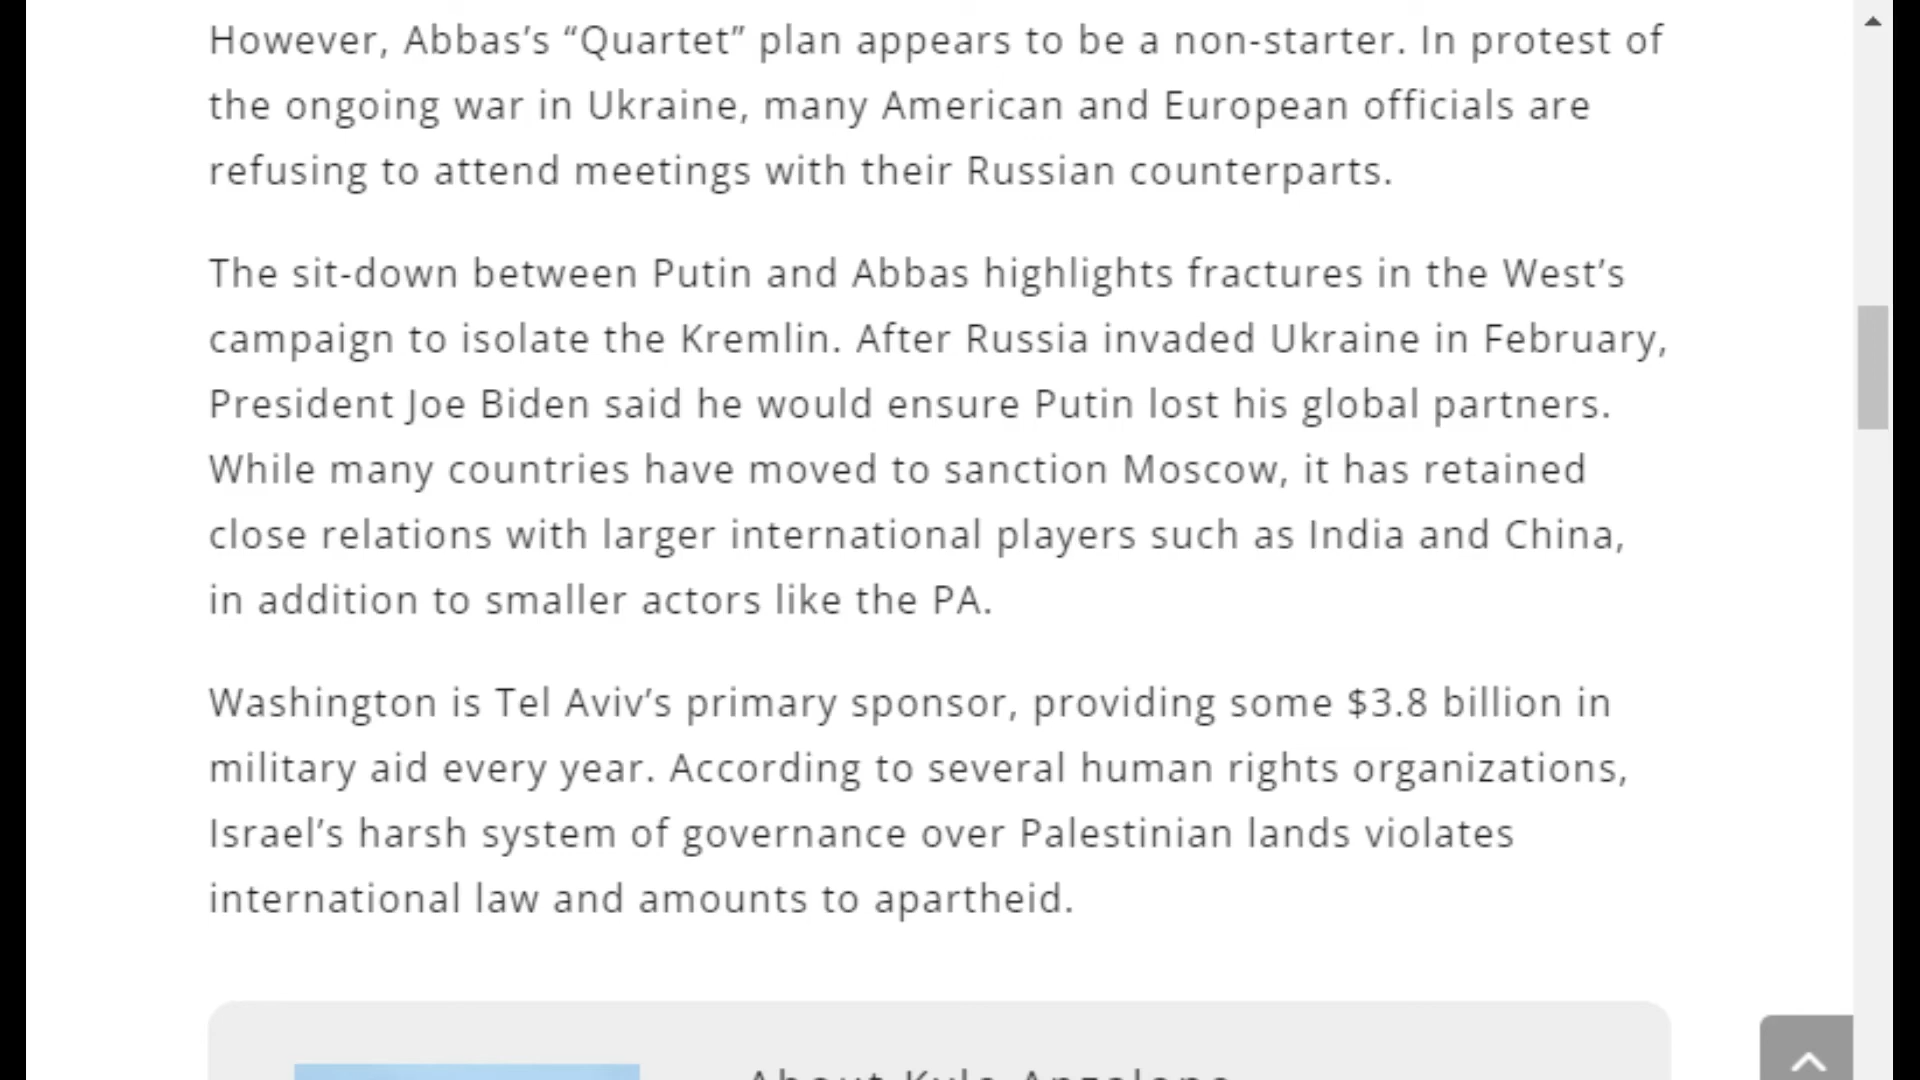 However, Abbas’s “Quartet” plan appears to be a non-starter. In protest of
the ongoing war in Ukraine, many American and European officials are
refusing to attend meetings with their Russian counterparts.
The sit-down between Putin and Abbas highlights fractures in the West’s
campaign to isolate the Kremlin. After Russia invaded Ukraine in February,
President Joe Biden said he would ensure Putin lost his global partners.
While many countries have moved to sanction Moscow, it has retained
close relations with larger international players such as India and China,
in addition to smaller actors like the PA.
Washington is Tel Aviv’s primary sponsor, providing some $3.8 billion in
military aid every year. According to several human rights organizations,
Israel’s harsh system of governance over Palestinian lands violates
international law and amounts to apartheid.
About Kyle Anzalone